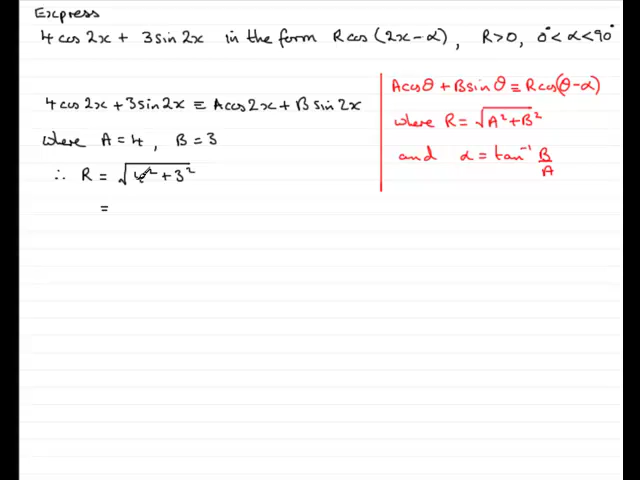 Express
4 cos 2x + 3 sin 2x in the form R cos (2x − α), R > 0, 0° < α < 90°
4 cos 2x + 3 sin 2x ≡ A cos 2x + B sin 2x
where A = 4, B = 3
∴ R = √(4² + 3²)
=
A cos θ + B sin θ ≡ R cos (θ − α)
where R = √(A² + B²)
and α = tan⁻¹ B/A